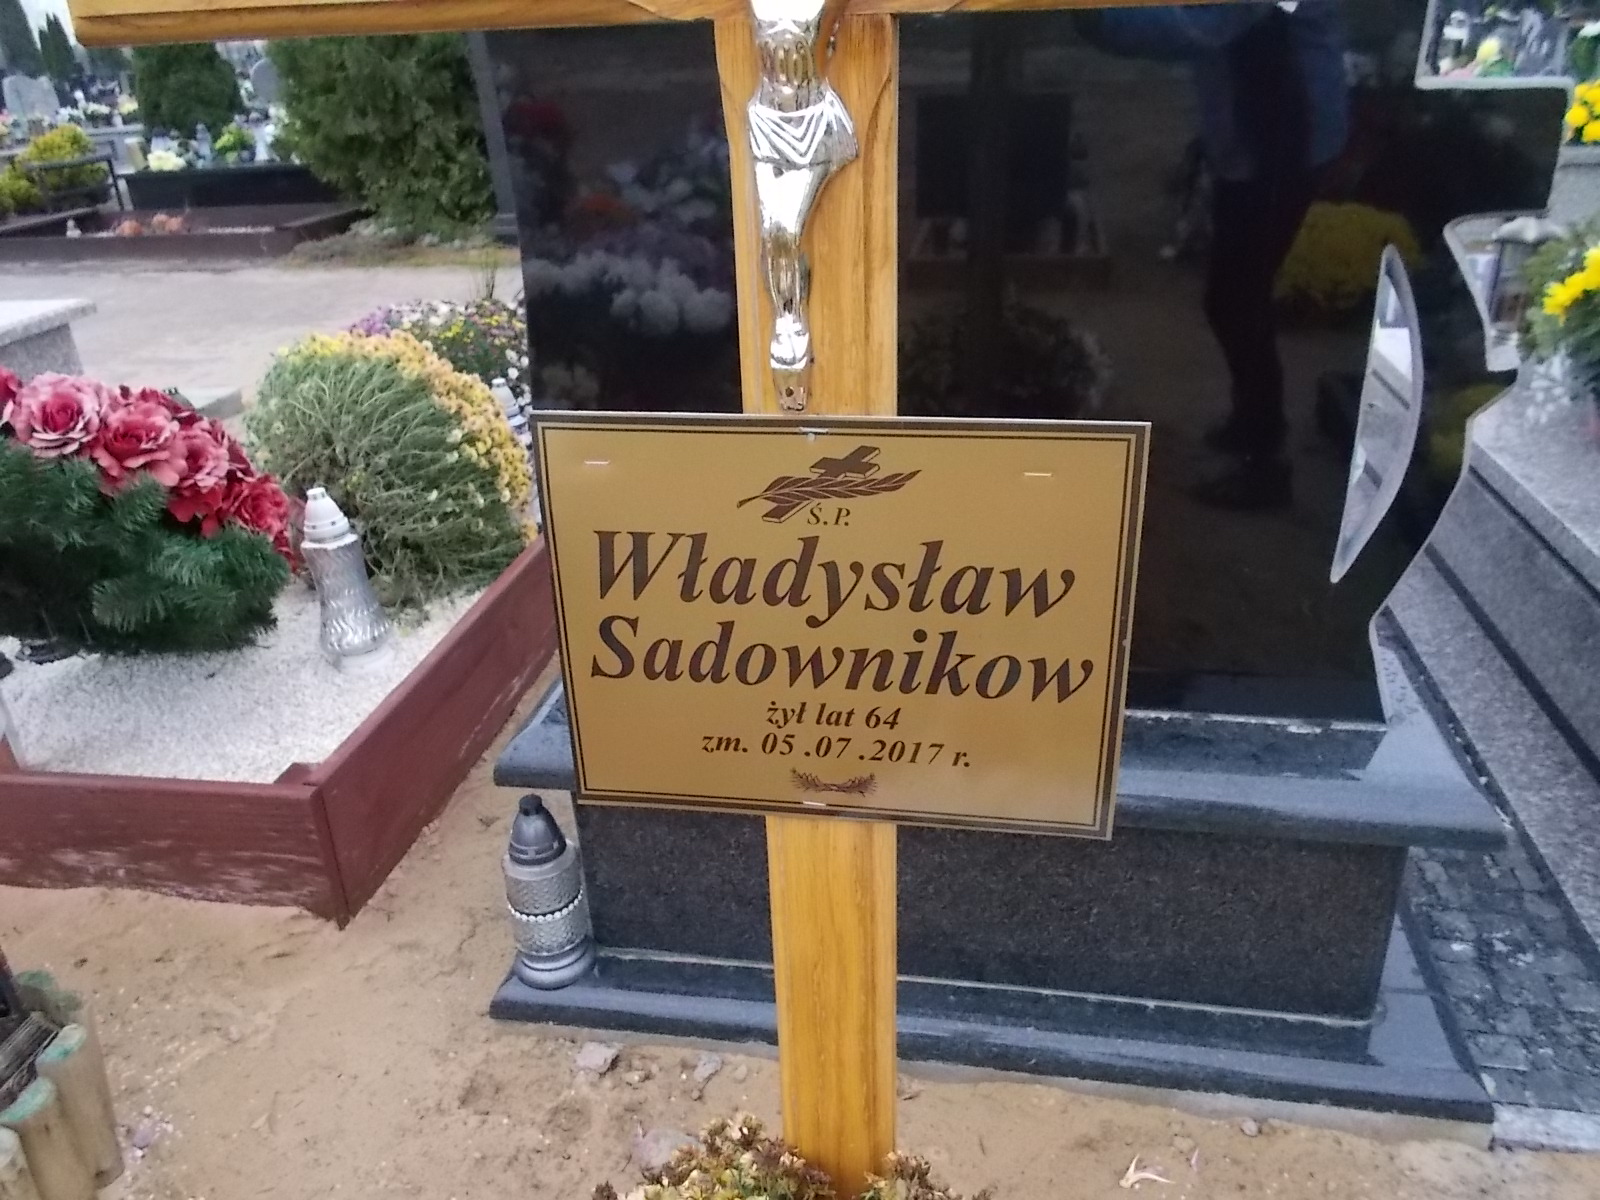 Ś.P.
Władysław
Sadownikow
żył lat 64
zm. 05.07.2017 r.